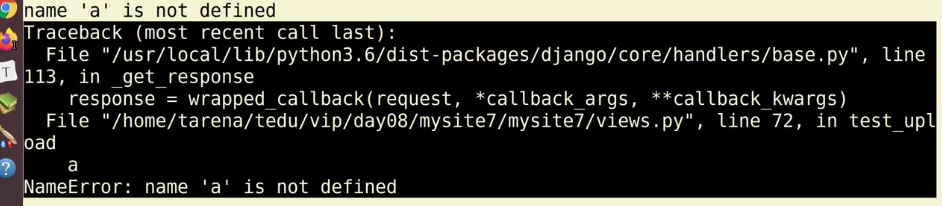 name 'a' is not defined
Traceback (most recent call last):
  File "/usr/local/lib/python3.6/dist-packages/django/core/handlers/base.py", line
113, in _get_response
    response = wrapped_callback(request, *callback_args, **callback_kwargs)
  File "/home/tarena/tedu/vip/day08/mysite7/mysite7/views.py", line 72, in test_upl
oad
    a
NameError: name 'a' is not defined